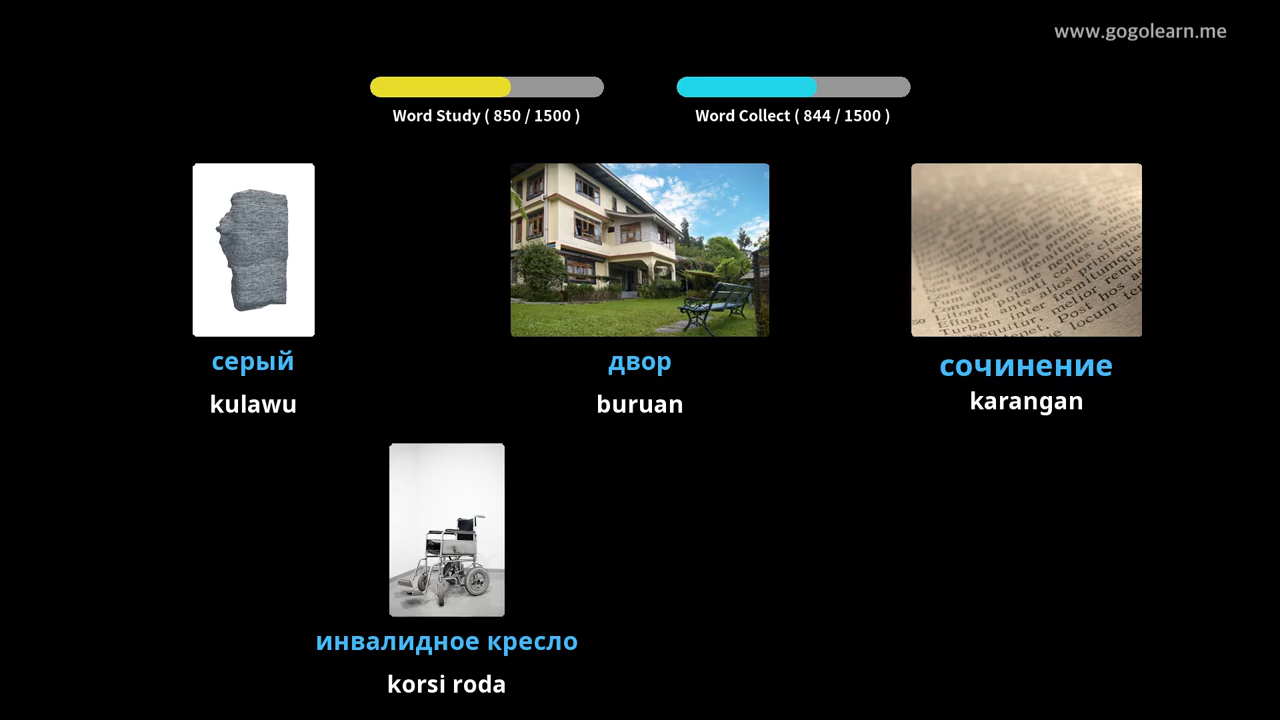 www.gogolearn.me
Word Study ( 850 / 1500 )
Word Collect ( 844 / 1500 )
серый
kulawu
двор
buruan
сочинение
karangan
инвалидное кресло
korsi roda